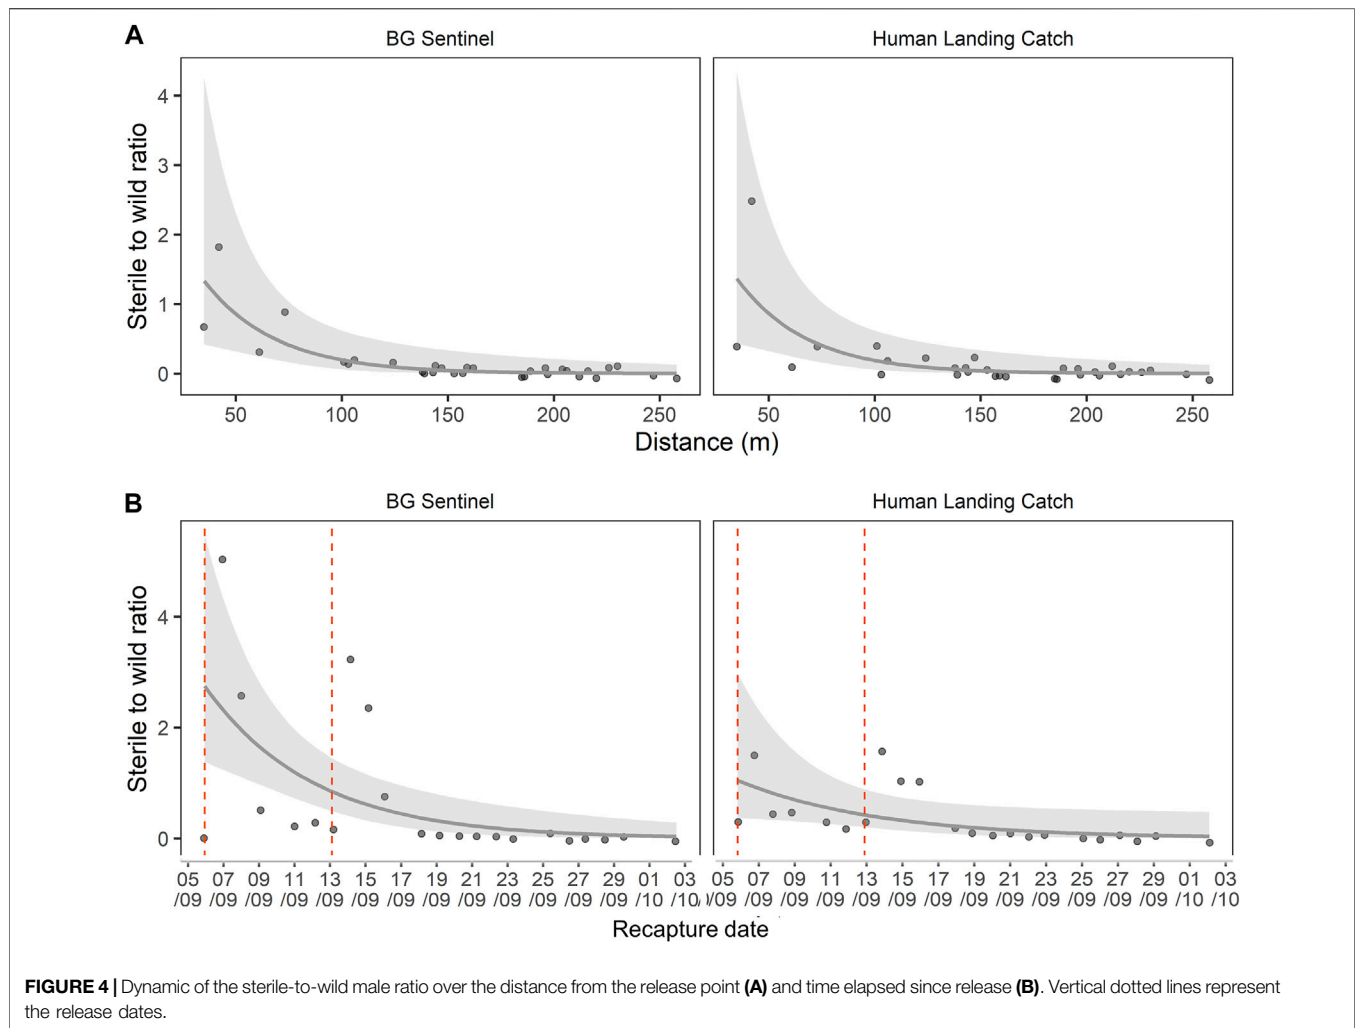 A
BG Sentinel
Human Landing Catch
Sterile to wild ratio
4
3
2
1
0
50 100 150 200 250
50 100 150 200 250
Distance (m)
B
BG Sentinel
Human Landing Catch
Sterile to wild ratio
4
2
0
05 07 09 11 13 15 17 19 21 23 25 27 29 01 03
/09 /09 /09 /09 /09 /09 /09 /09 /09 /09 /09 /09 /09 /10 /10
05 07 09 11 13 15 17 19 21 23 25 27 29 01 03
/09 /09 /09 /09 /09 /09 /09 /09 /09 /09 /09 /09 /09 /10 /10
Recapture date
FIGURE 4 | Dynamic of the sterile-to-wild male ratio over the distance from the release point (A) and time elapsed since release (B). Vertical dotted lines represent
the release dates.